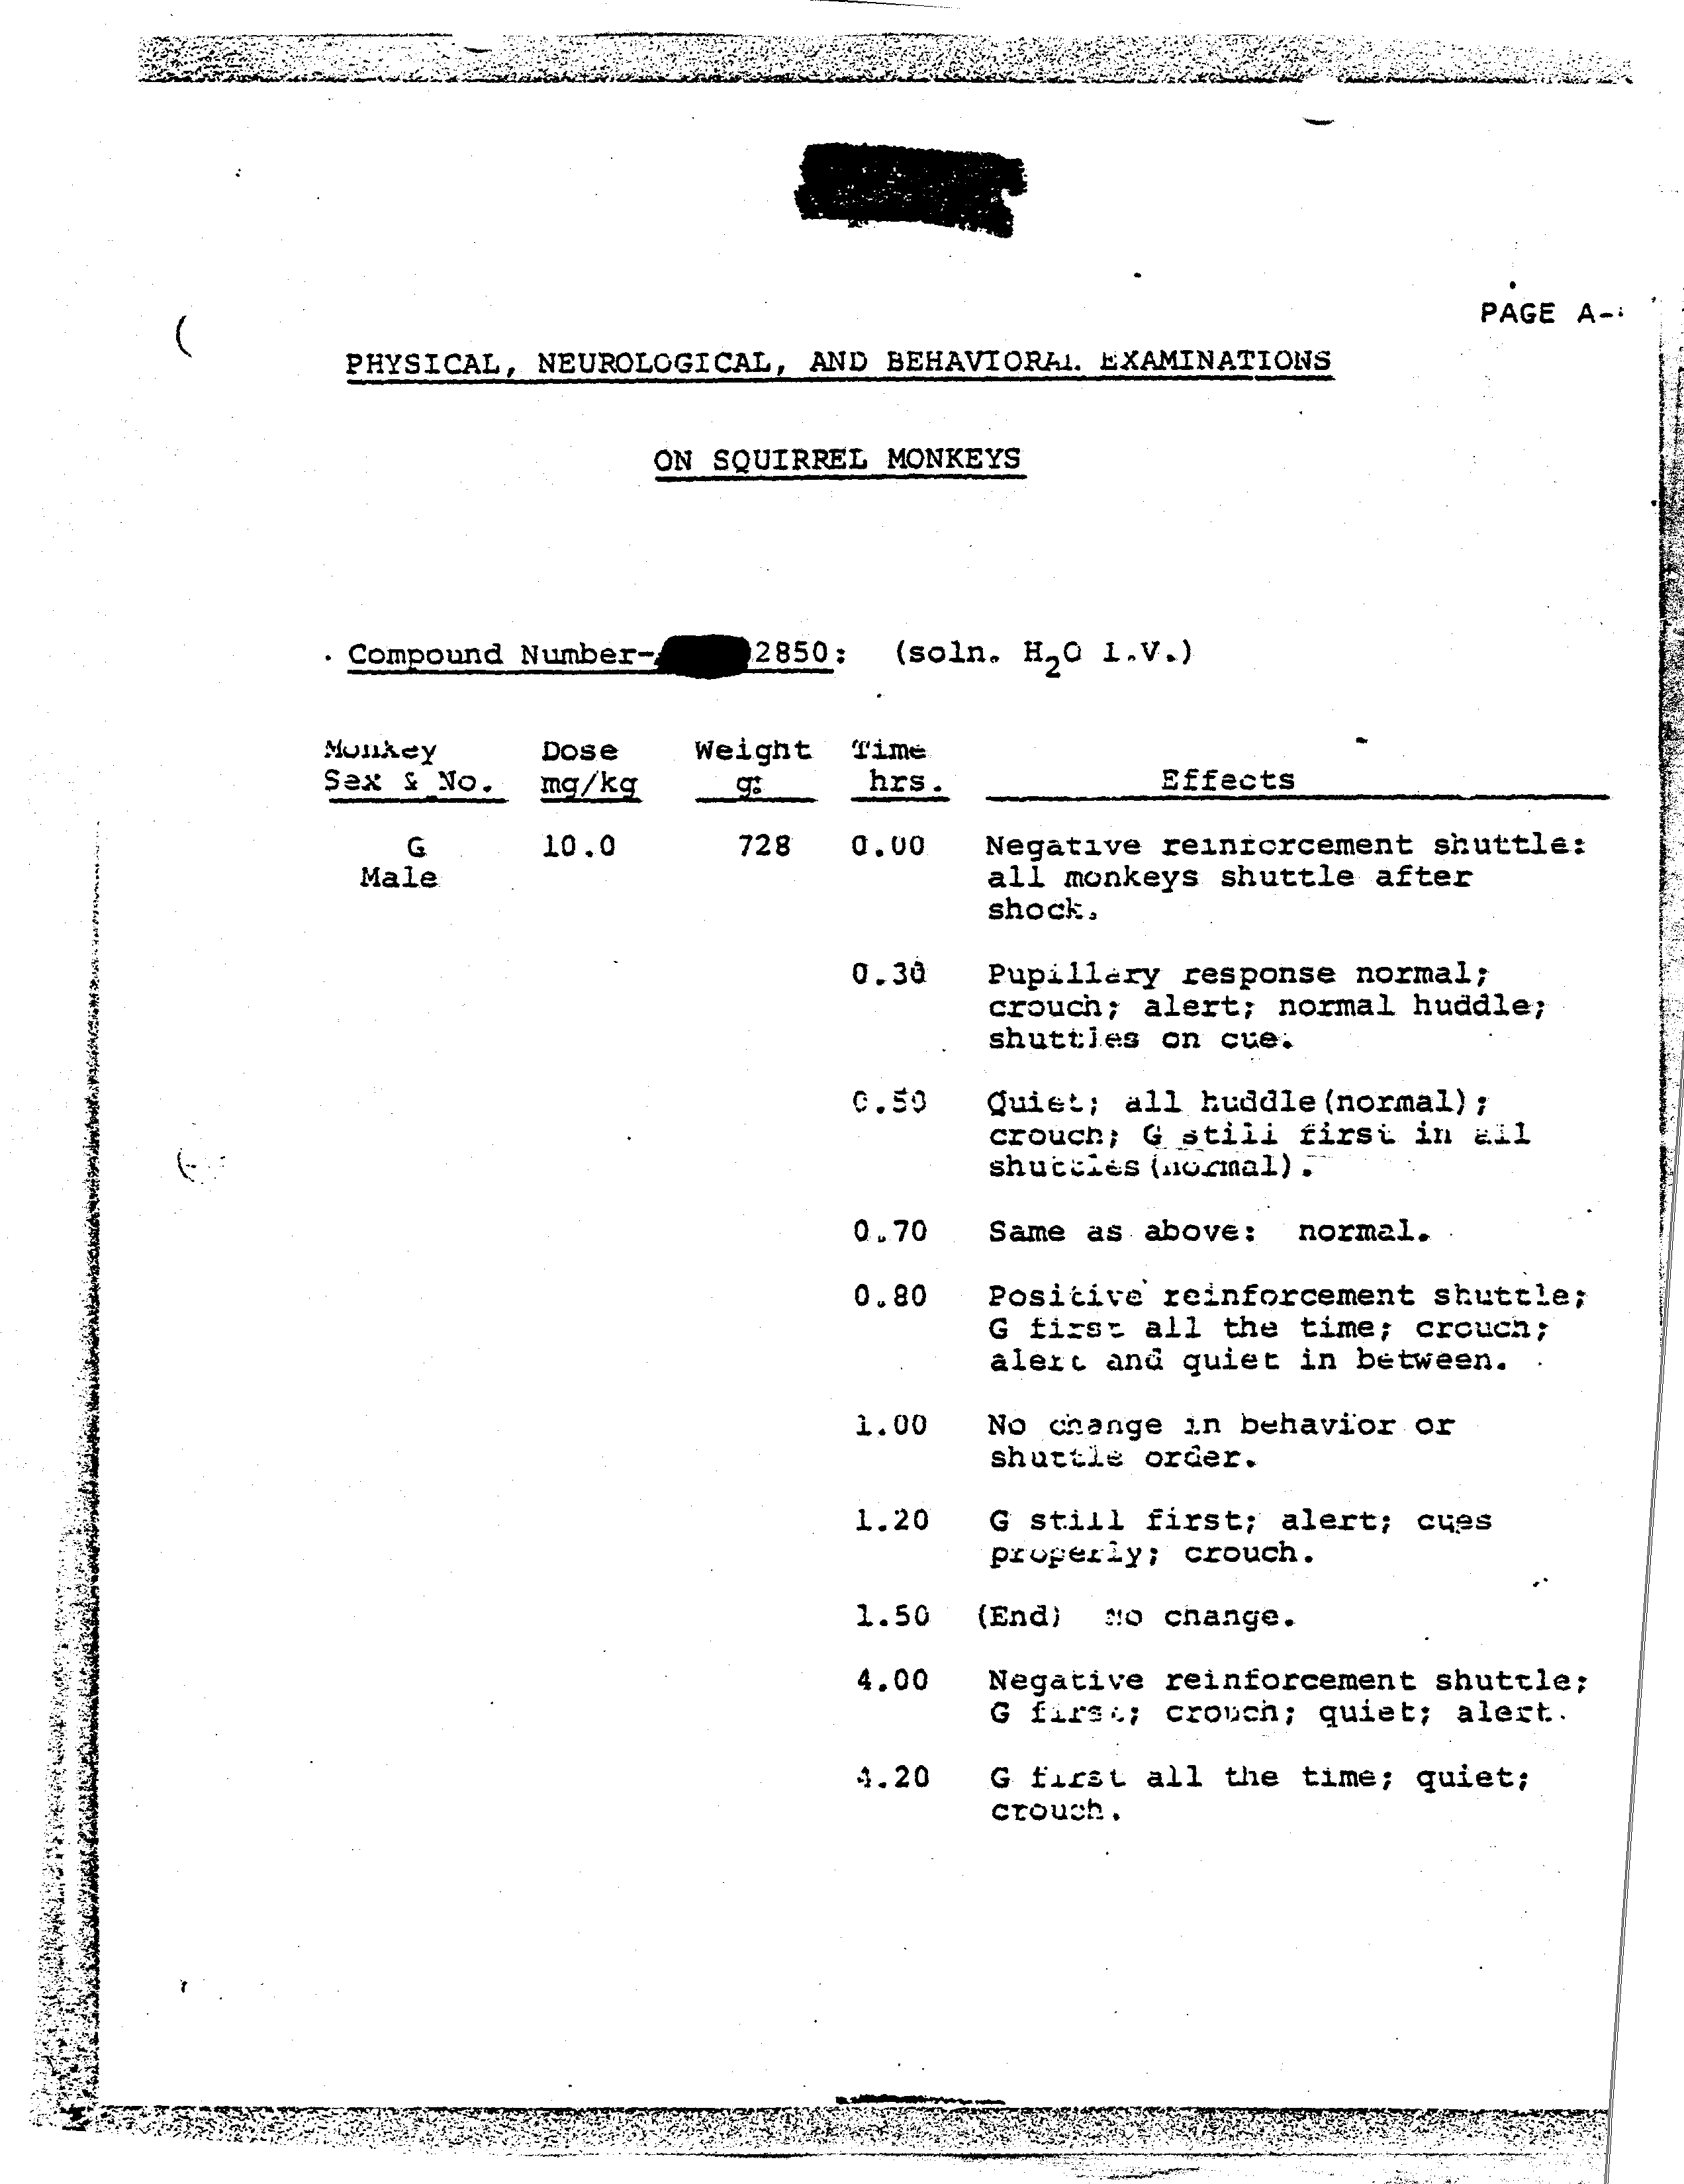 PAGE A-
PHYSICAL, NEUROLOGICAL, AND BEHAVIORAL EXAMINATIONS
ON SQUIRREL MONKEYS
Compound Number- 2850: (soln. H₂O I.V.)
Monkey Dose Weight Time
Sex & No. mg/kg g. hrs. Effects
G 10.0 728 0.00 Negative reinforcement shuttle:
Male all monkeys shuttle after
shock.
0.30 Pupillary response normal;
crouch; alert; normal huddle;
shuttles on cue.
0.50 Quiet; all huddle(normal);
crouch; G still first in all
shuttles(normal).
0.70 Same as above: normal.
0.80 Positive reinforcement shuttle;
G first all the time; crouch;
alert and quiet in between.
1.00 No change in behavior or
shuttle order.
1.20 G still first; alert; cues
properly; crouch.
1.50 (End) No change.
4.00 Negative reinforcement shuttle;
G first; crouch; quiet; alert.
4.20 G first all the time; quiet;
crouch.